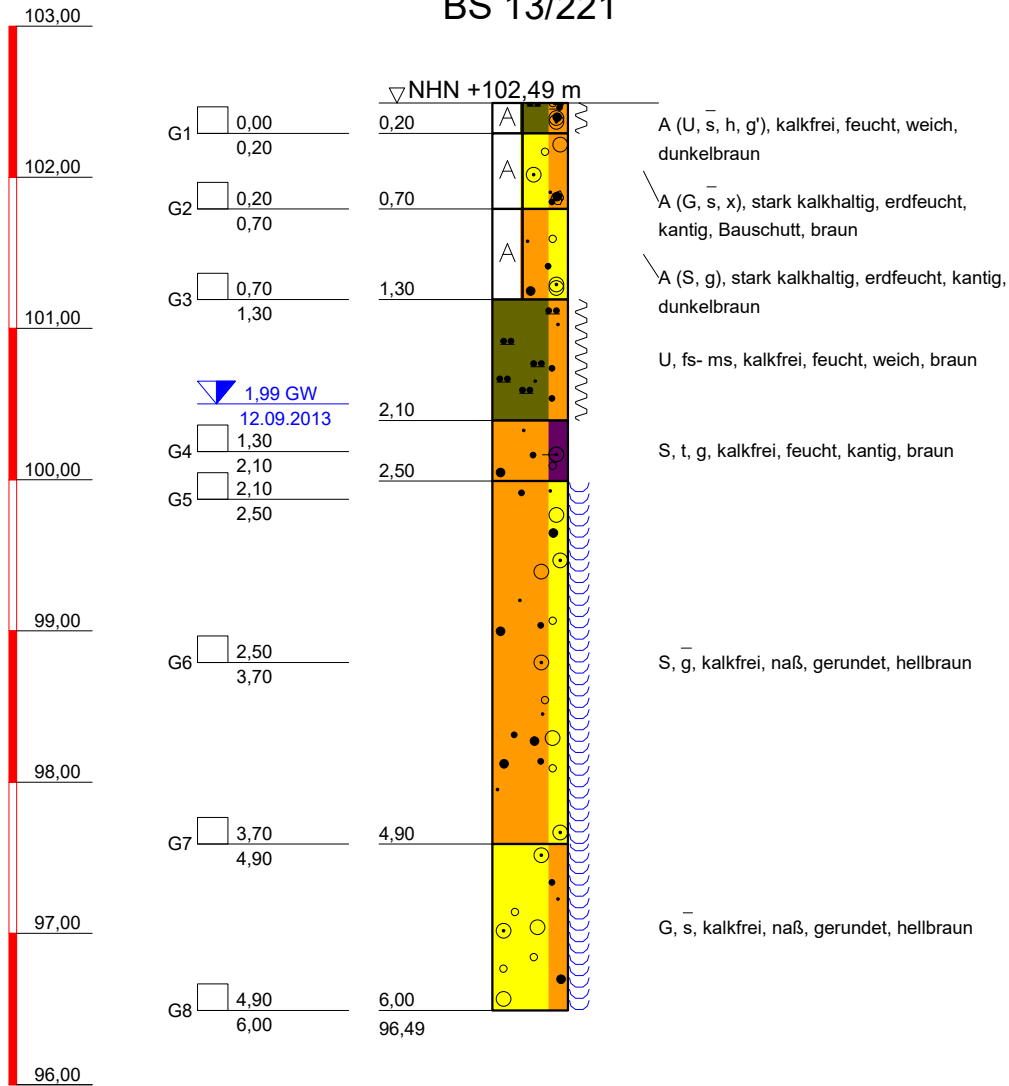 BS 13/221
103,00
NHN +102,49 m
G1 0,00
0,20
0,20
A
A (U, s̅, h, g'), kalkfrei, feucht, weich,
dunkelbraun
102,00
G2 0,20
0,70
0,70
A
A (G, s̅, x), stark kalkhaltig, erdfeucht,
kantig, Bauschutt, braun
G3 0,70
1,30
1,30
A
A (S, g), stark kalkhaltig, erdfeucht, kantig,
dunkelbraun
101,00
U, fs- ms, kalkfrei, feucht, weich, braun
1,99 GW
12.09.2013
2,10
G4 1,30
2,10
S, t, g, kalkfrei, feucht, kantig, braun
100,00
2,50
G5 2,10
2,50
99,00
G6 2,50
3,70
S, g̅, kalkfrei, naß, gerundet, hellbraun
98,00
G7 3,70
4,90
4,90
97,00
G, s̅, kalkfrei, naß, gerundet, hellbraun
G8 4,90
6,00
6,00
96,49
96,00